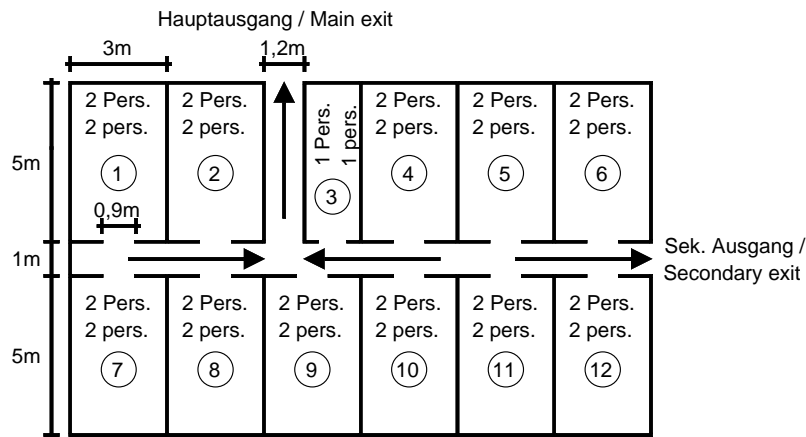 Hauptausgang / Main exit
3m
1,2m
2 Pers.
2 pers.
1
2 Pers.
2 pers.
2
1 Pers.
1 pers.
3
2 Pers.
2 pers.
4
2 Pers.
2 pers.
5
2 Pers.
2 pers.
6
5m
0,9m
1m
Sek. Ausgang /
Secondary exit
5m
2 Pers.
2 pers.
7
2 Pers.
2 pers.
8
2 Pers.
2 pers.
9
2 Pers.
2 pers.
10
2 Pers.
2 pers.
11
2 Pers.
2 pers.
12